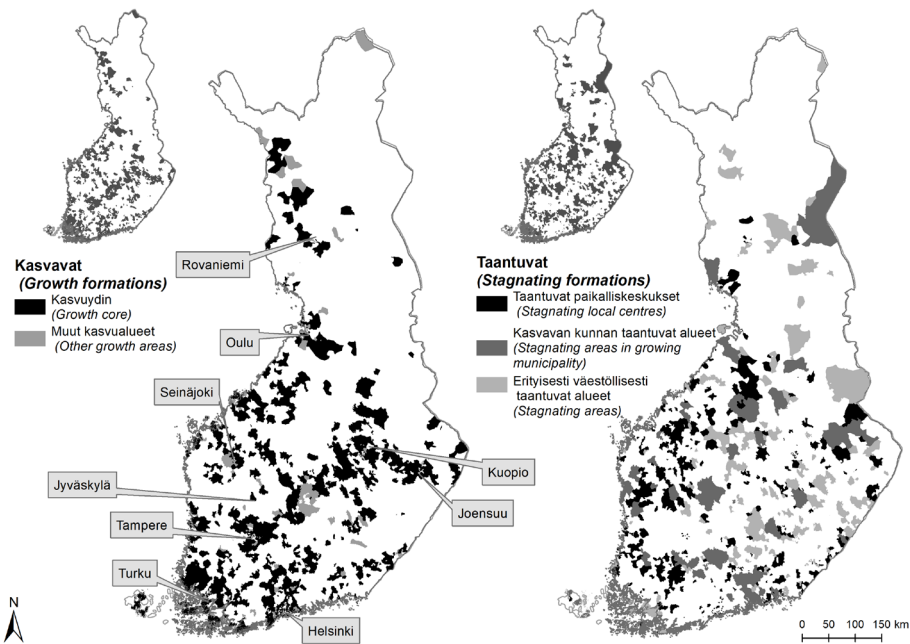 Kasvavat
(Growth formations)
Kasvuydin
(Growth core)
Muut kasvualueet
(Other growth areas)
Rovaniemi
Oulu
Seinäjoki
Jyväskylä
Tampere
Turku
Helsinki
Kuopio
Joensuu
N
Taantuvat
(Stagnating formations)
Taantuvat paikalliskeskukset
(Stagnating local centres)
Kasvavan kunnan taantuvat alueet
(Stagnating areas in growing
municipality)
Erityisesti väestöllisesti
taantuvat alueet
(Stagnating areas)
0 50 100 150 km